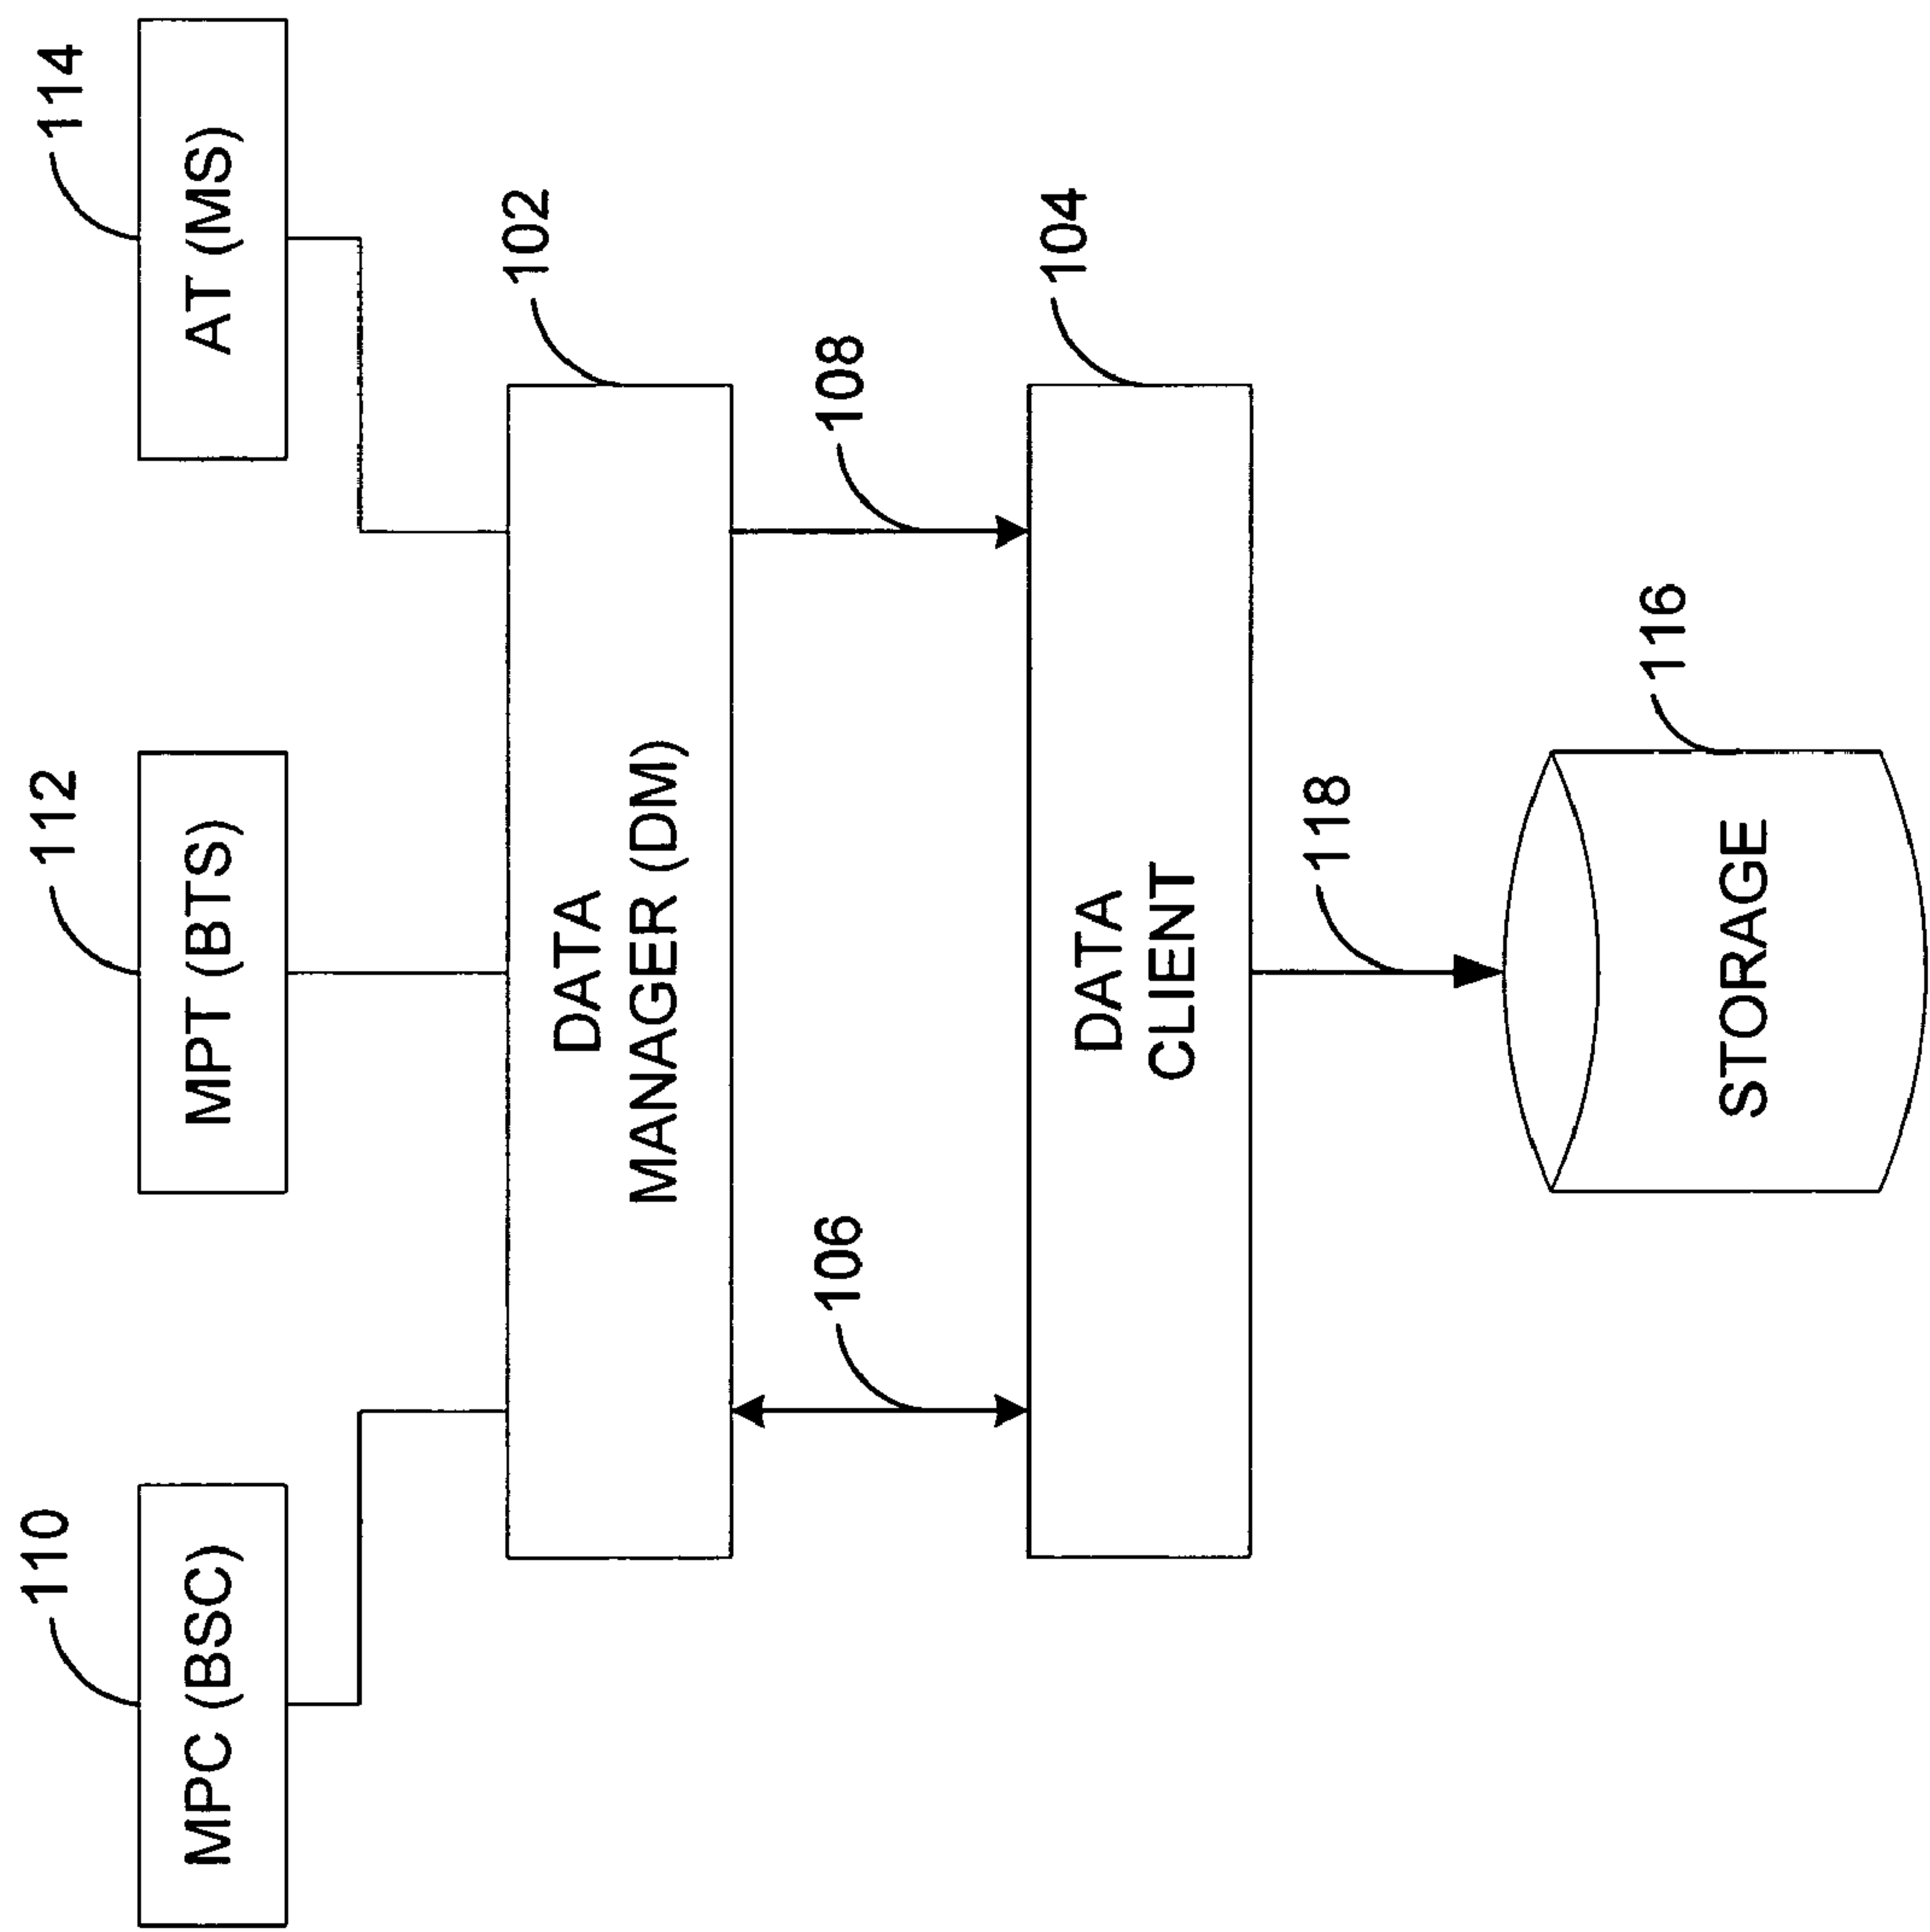 110
MPC (BSC)
112
MPT (BTS)
114
AT (MS)
102
DATA
MANAGER (DM)
106
108
104
DATA
CLIENT
118
116
STORAGE